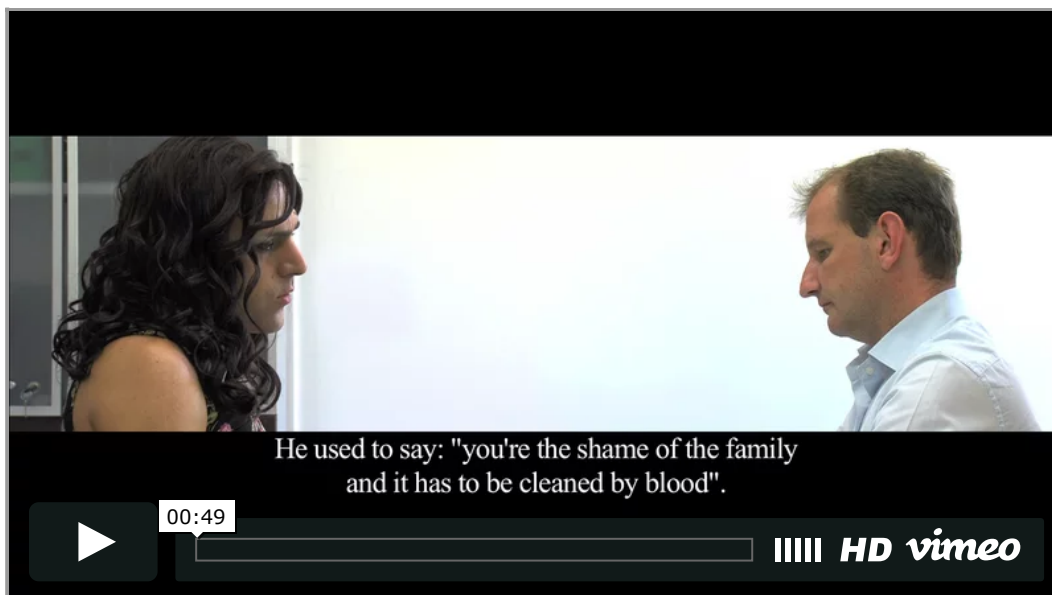 He used to say: "you're the shame of the family
and it has to be cleaned by blood".
00:49
HD vimeo